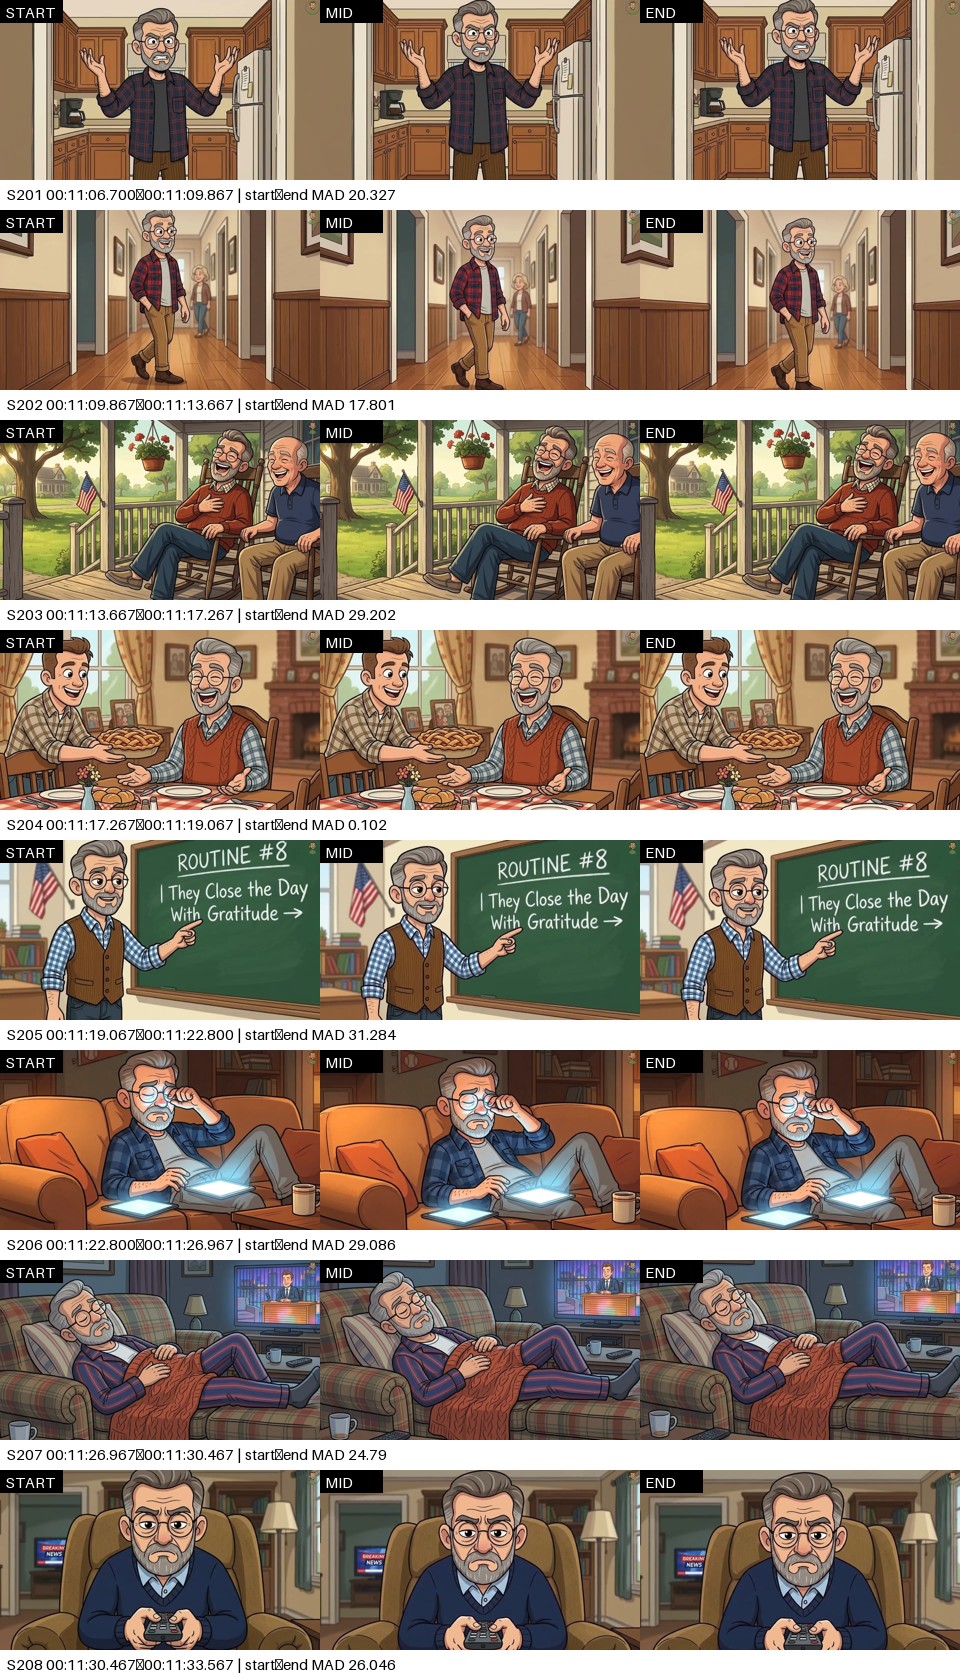 START MID END
S201 00:11:06.700 00:11:09.867 | start end MAD 20.327
START MID END
S202 00:11:09.867 00:11:13.667 | start end MAD 17.801
START MID END
S203 00:11:13.667 00:11:17.267 | start end MAD 29.202
START MID END
S204 00:11:17.267 00:11:19.067 | start end MAD 0.102
START MID END
ROUTINE #8 ROUTINE #8 ROUTINE #8
They Close the Day They Close the Day They Close the Day
With Gratitude → With Gratitude → With Gratitude →
S205 00:11:19.067 00:11:22.800 | start end MAD 31.284
START MID END
S206 00:11:22.800 00:11:26.967 | start end MAD 29.086
START MID END
S207 00:11:26.967 00:11:30.467 | start end MAD 24.79
START MID END
BREAKING BREAKING BREAKING
NEWS NEWS NEWS
S208 00:11:30.467 00:11:33.567 | start end MAD 26.046